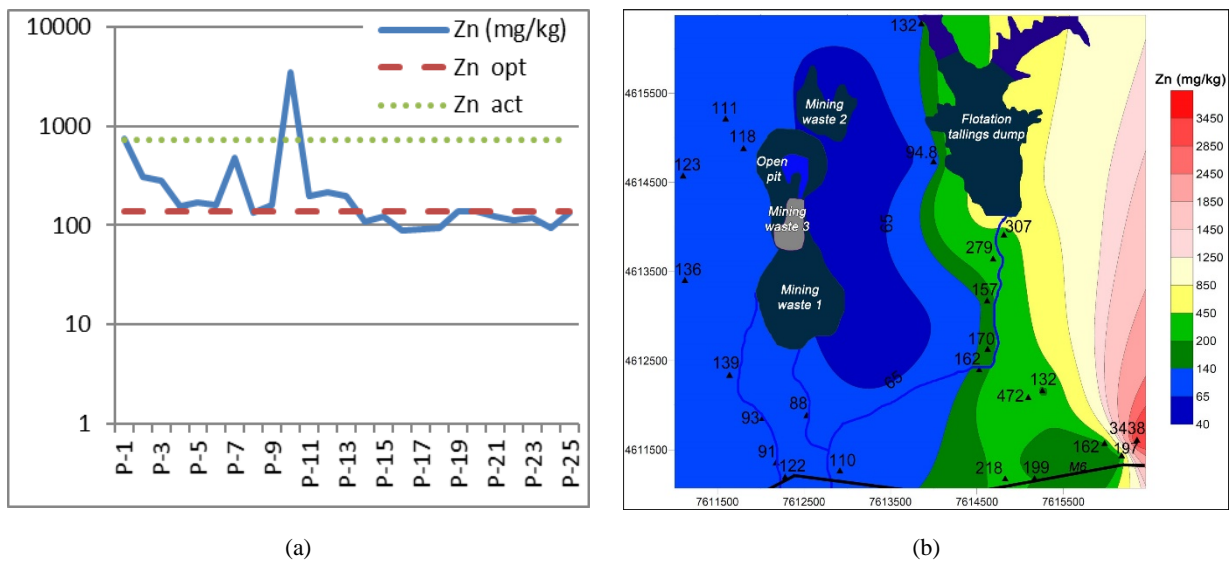 10000
1000
100
10
1
Zn (mg/kg)
Zn opt
Zn act
P-1
P-3
P-5
P-7
P-9
P-11
P-13
P-15
P-17
P-19
P-21
P-23
P-25
(a)
132
4615500
111
Mining
waste 2
Flotation
tallings dump
118
94.8
123
4614500
Open
pit
Mining
waste 3
65
307
279
136
4613500
Mining
waste 1
157
170
4612500
162
139
65
132
472
88
93
3438
162
197
4611500
91
122
110
218
199
M6
7611500
7612500
7613500
7614500
7615500
Zn (mg/kg)
3450
2450
1850
1450
1250
850
450
200
140
65
40
(b)